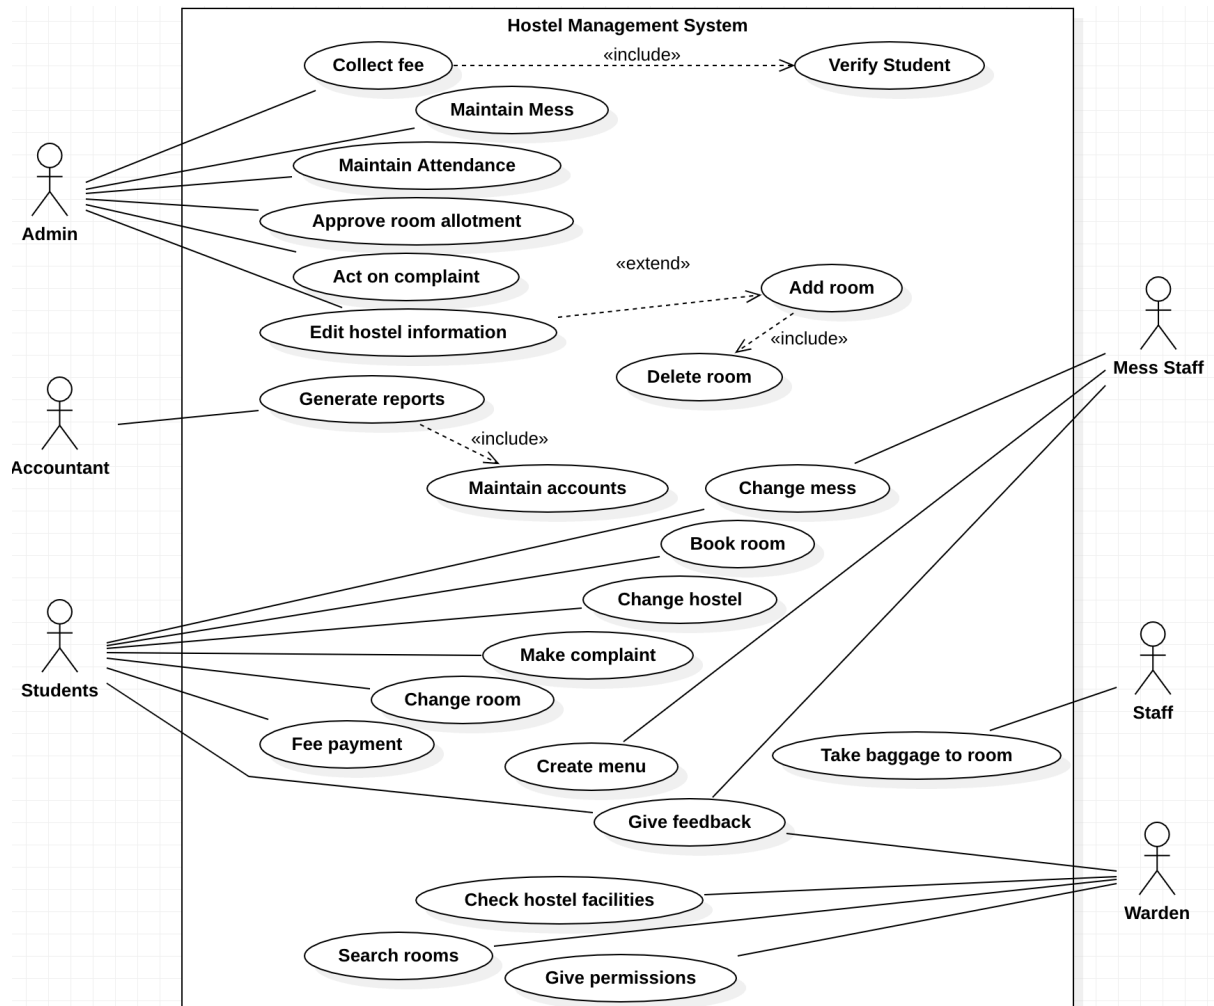 Hostel Management System
Collect fee
«include»
Verify Student
Maintain Mess
Maintain Attendance
Admin
Approve room allotment
Act on complaint
«extend»
Add room
Edit hostel information
«include»
Mess Staff
Delete room
Generate reports
«include»
Accountant
Maintain accounts
Change mess
Book room
Change hostel
Make complaint
Students
Change room
Staff
Fee payment
Take baggage to room
Create menu
Give feedback
Check hostel facilities
Warden
Search rooms
Give permissions